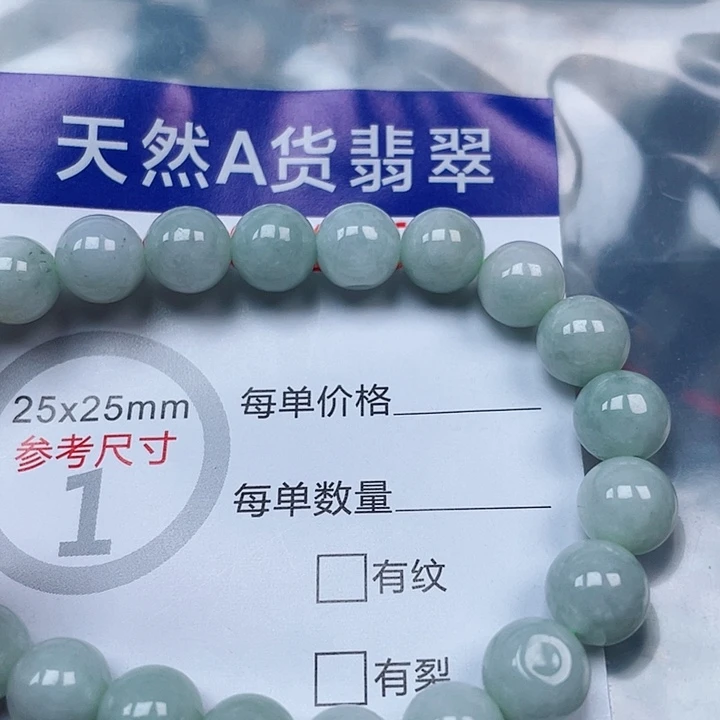 天然A货翡翠
25x25mm
参考尺寸
1
每单价格
每单数量
有纹
有裂